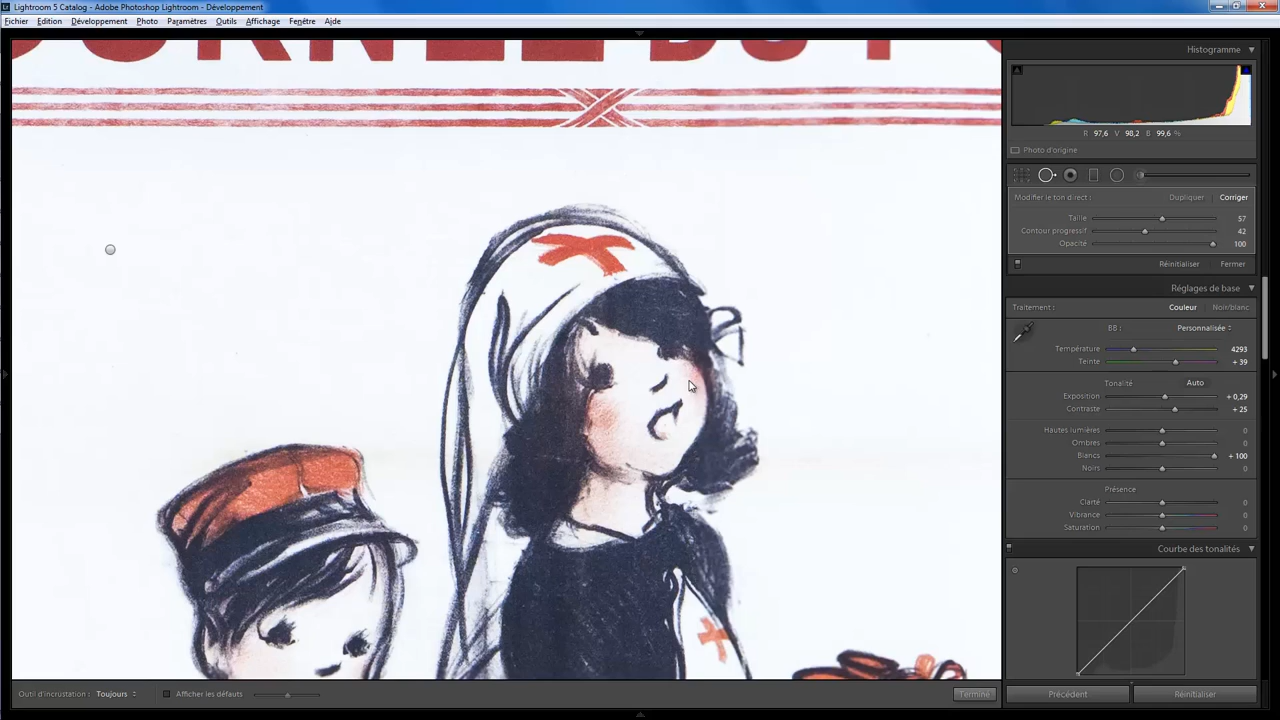 Lightroom 5 Catalog - Adobe Photoshop Lightroom - Développement
Fichier Edition Développement Photo Paramètres Outils Affichage Fenêtre Aide
Histogramme
R 97,6 V 98,2 B 99,6 %
Photo d'origine
Modifier le ton direct : Dupliquer Corriger
Taille 57
Contour progressif 42
Opacité 100
Réinitialiser Fermer
Réglages de base
Traitement : Couleur Noir/blanc
BB : Personnalisée
Température 4293
Teinte + 39
Tonalité Auto
Exposition + 0,29
Contraste + 25
Hautes lumières 0
Ombres 0
Blancs + 100
Noirs 0
Présence
Clarté 0
Vibrance 0
Saturation 0
Courbe des tonalités
Outil d'incrustation : Toujours Afficher les défauts Terminé
Précédent Réinitialiser